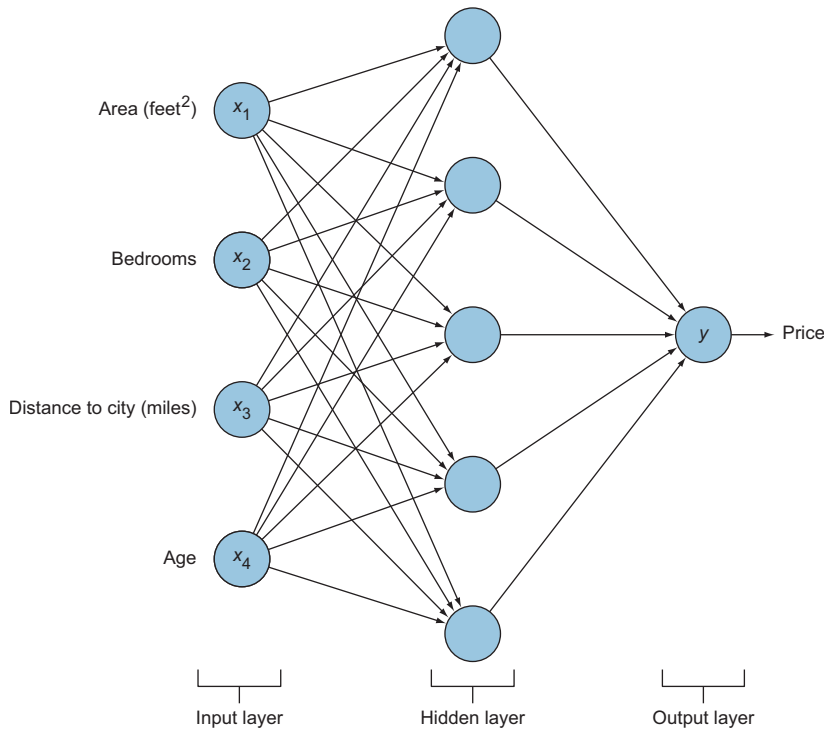 Area (feet²)
x₁
Bedrooms
x₂
Distance to city (miles)
x₃
Age
x₄
y
Price
Input layer
Hidden layer
Output layer